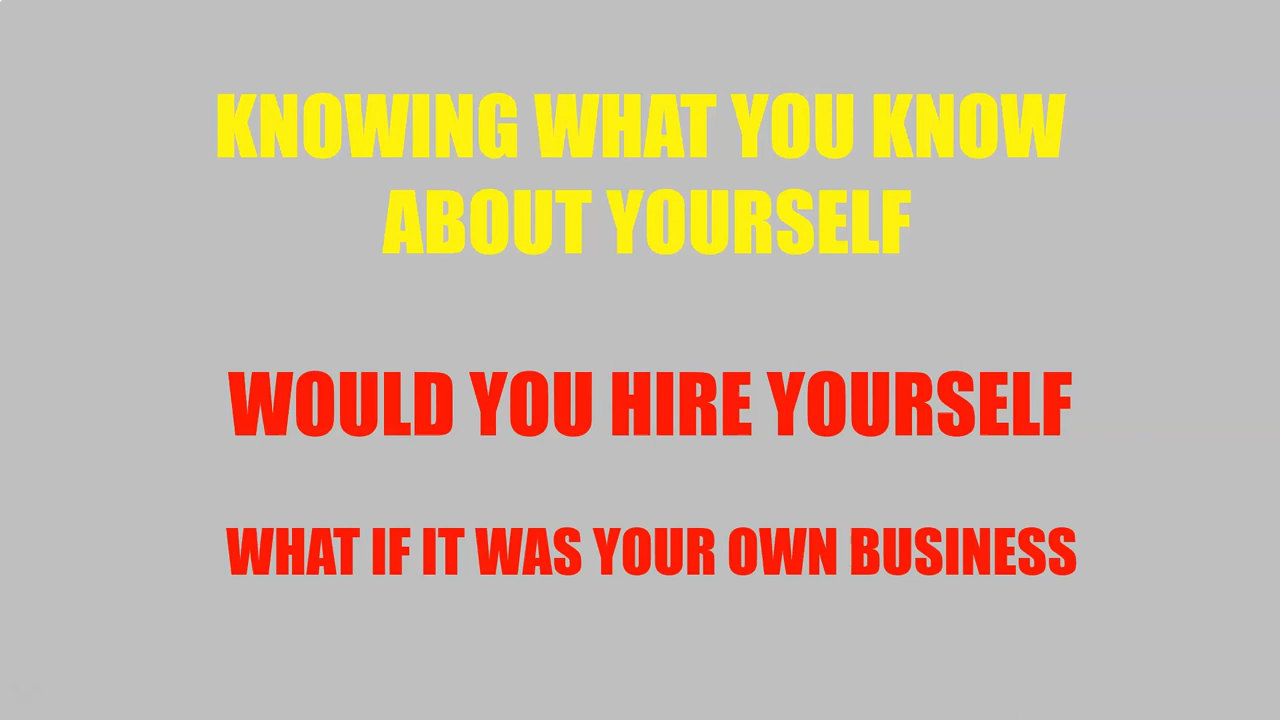 KNOWING WHAT YOU KNOW
ABOUT YOURSELF
WOULD YOU HIRE YOURSELF
WHAT IF IT WAS YOUR OWN BUSINESS